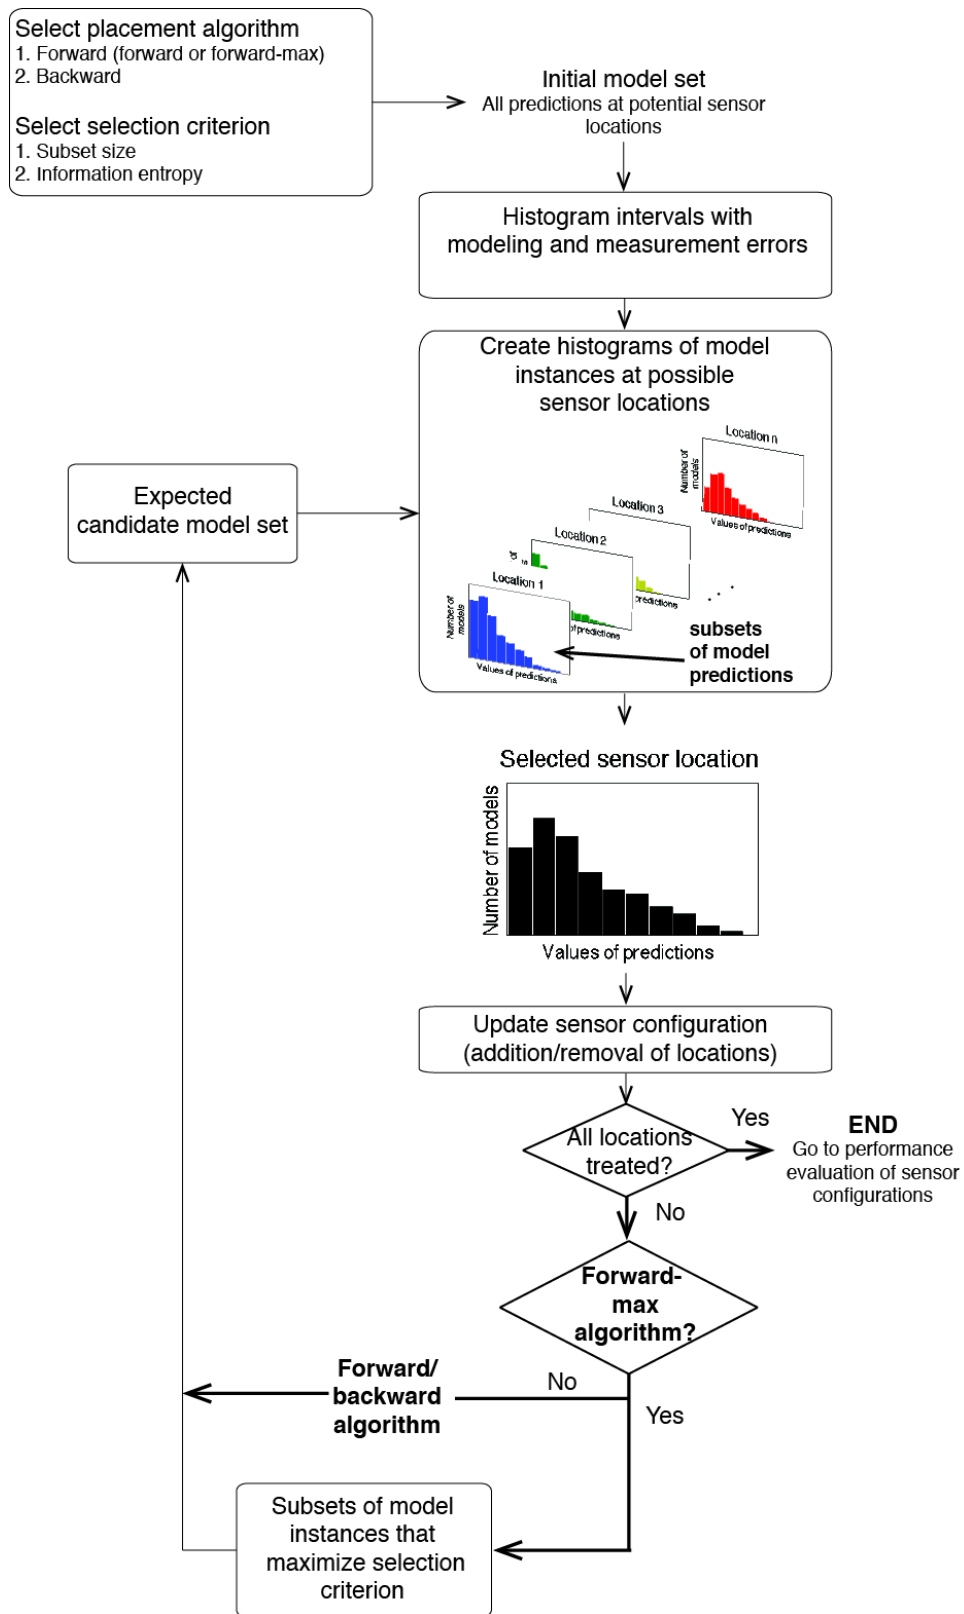 Select placement algorithm
1. Forward (forward or forward-max)
2. Backward
Select selection criterion
1. Subset size
2. Information entropy
Initial model set
All predictions at potential sensor
locations
Histogram intervals with
modeling and measurement errors
Create histograms of model
instances at possible
sensor locations
Location n
Number of
models
Values of predictions
Location 3
predictions
Location 2
of predictions
Location 1
Number of
models
Values of predictions
subsets
of model
predictions
Expected
candidate model set
Selected sensor location
Number of models
Values of predictions
Update sensor configuration
(addition/removal of locations)
All locations
treated?
Yes
END
Go to performance
evaluation of sensor
configurations
No
Forward-
max
algorithm?
No
Yes
Forward/
backward
algorithm
Subsets of model
instances that
maximize selection
criterion